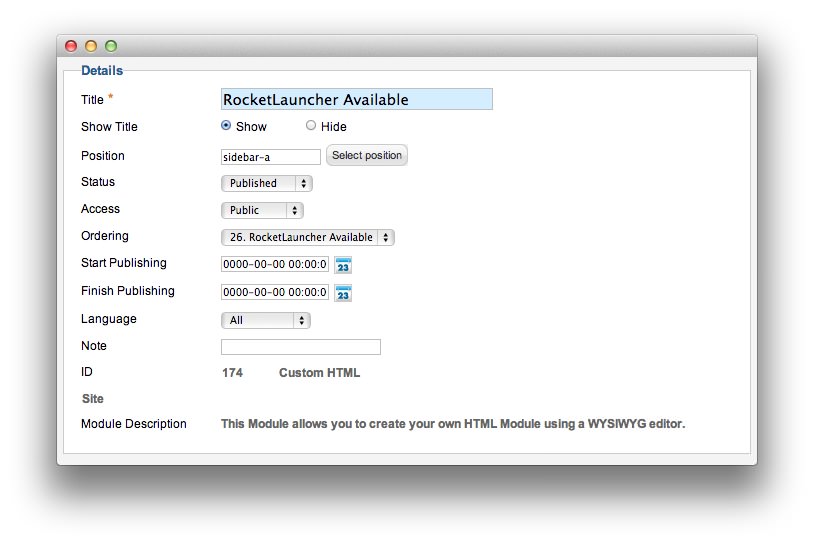 Details
Title * RocketLauncher Available
Show Title Show Hide
Position sidebar-a Select position
Status Published
Access Public
Ordering 26. RocketLauncher Available
Start Publishing 0000-00-00 00:00:0 23
Finish Publishing 0000-00-00 00:00:0 23
Language All
Note
ID 174 Custom HTML
Site
Module Description This Module allows you to create your own HTML Module using a WYSIWYG editor.